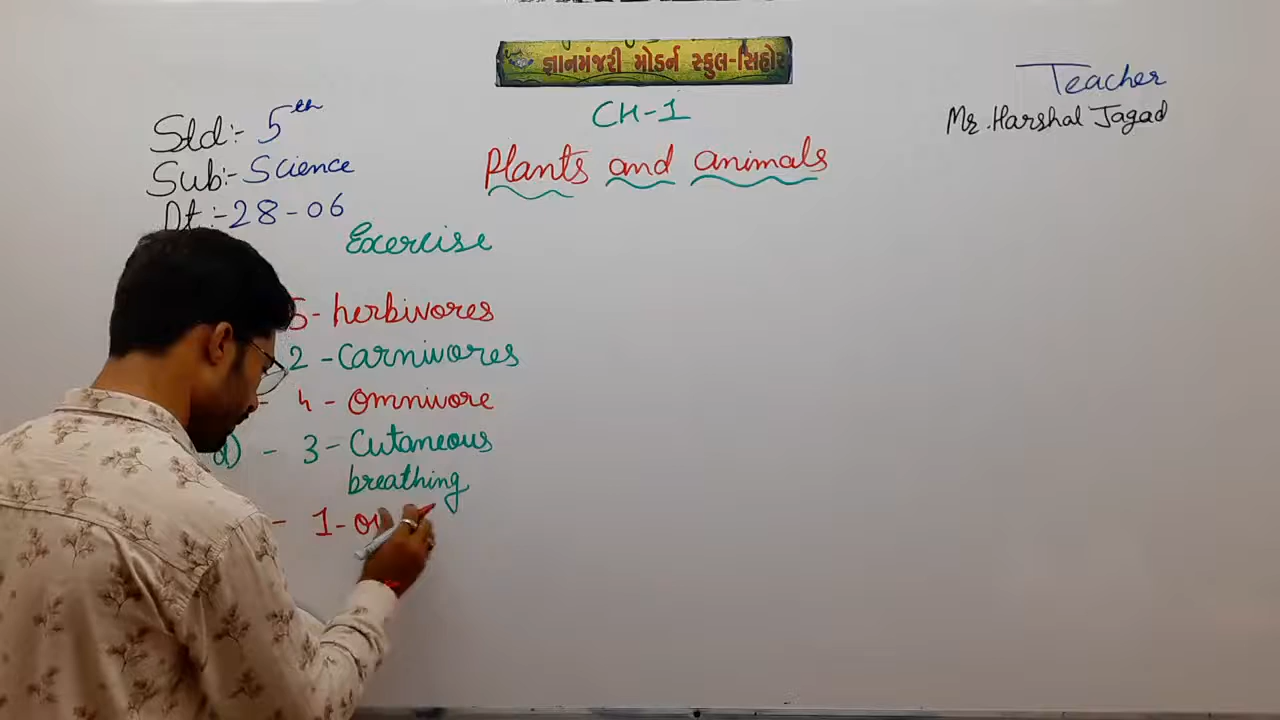 જ્ઞાનમંજરી મોડર્ન સ્કુલ-સિહોર
CH-1
Teacher
Mr. Harshal Jagad
Std:- 5th
Sub:- Science
Dt:- 28-06
Plants and animals
Exercise
5- herbivores
2 - Carnivores
- 4 - Omnivore
d) - 3 - Cutaneous
breathing
- 1-